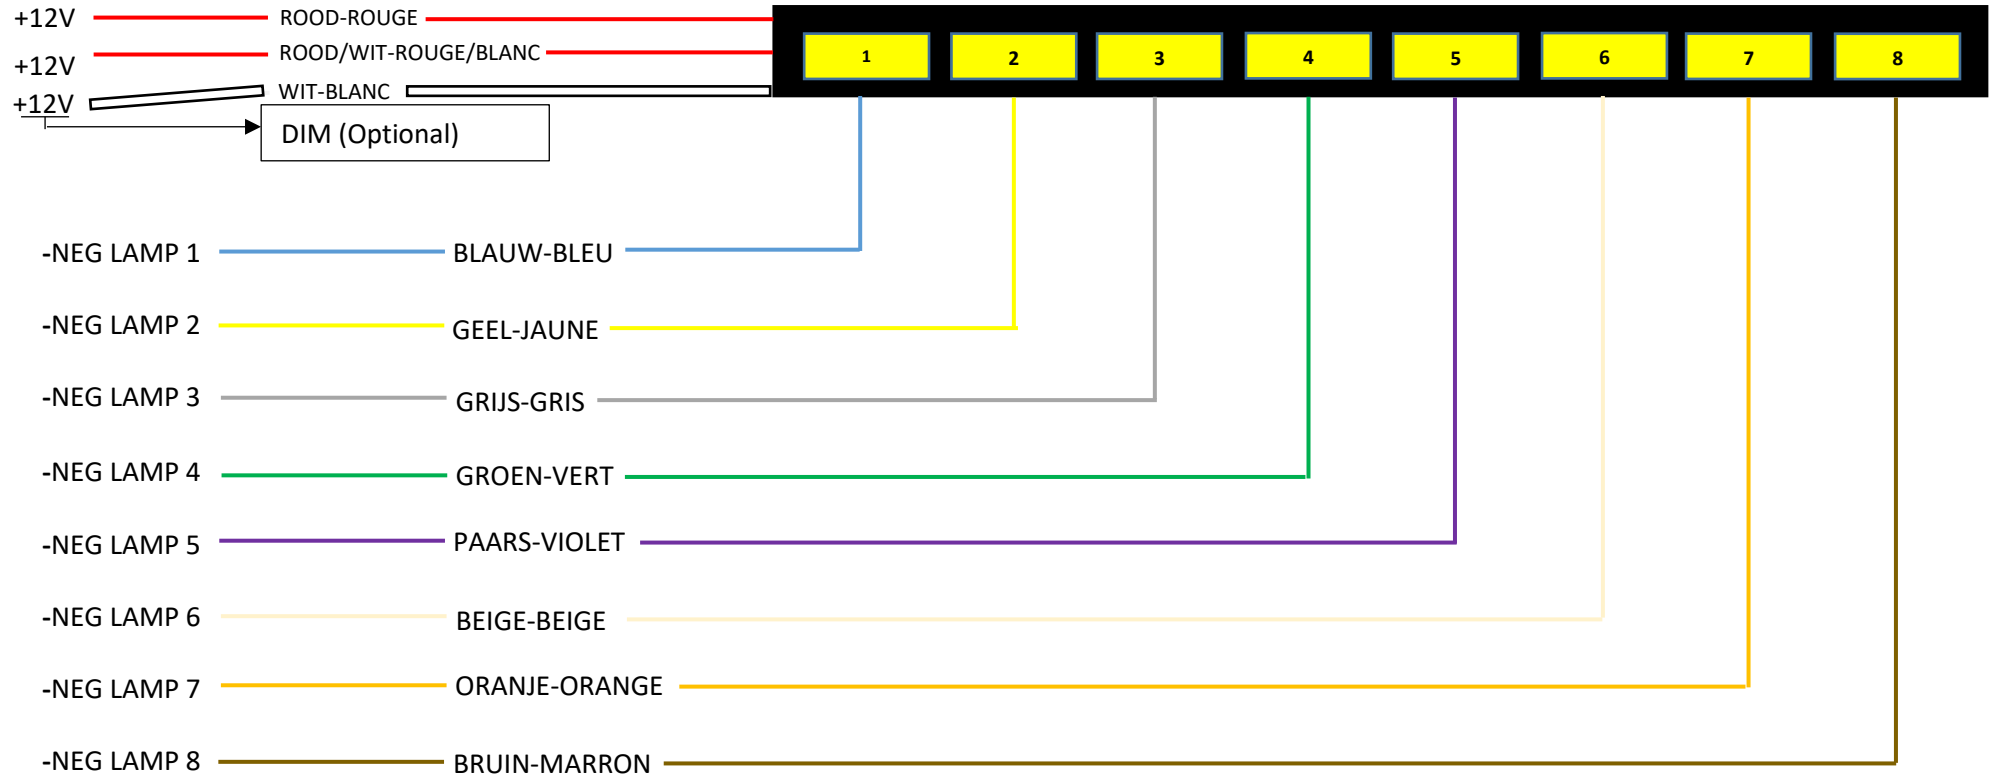 +12V ROOD-ROUGE
+12V ROOD/WIT-ROUGE/BLANC
+12V WIT-BLANC
DIM (Optional)
1 2 3 4 5 6 7 8
-NEG LAMP 1 BLAUW-BLEU
-NEG LAMP 2 GEEL-JAUNE
-NEG LAMP 3 GRIJS-GRIS
-NEG LAMP 4 GROEN-VERT
-NEG LAMP 5 PAARS-VIOLET
-NEG LAMP 6 BEIGE-BEIGE
-NEG LAMP 7 ORANJE-ORANGE
-NEG LAMP 8 BRUIN-MARRON